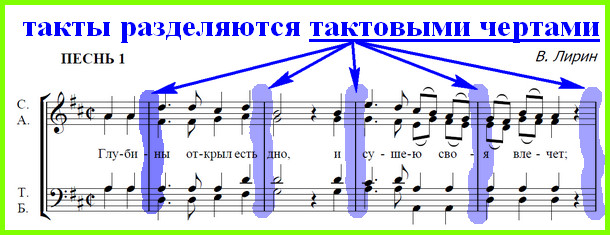 такты разделяются тактовыми чертами
ПЕСНЬ 1
В. Лирин
С.
А.
Глу-би - ны от-крыл есть дно, и су - ше-ю сво - я вле - чет;
Т.
Б.